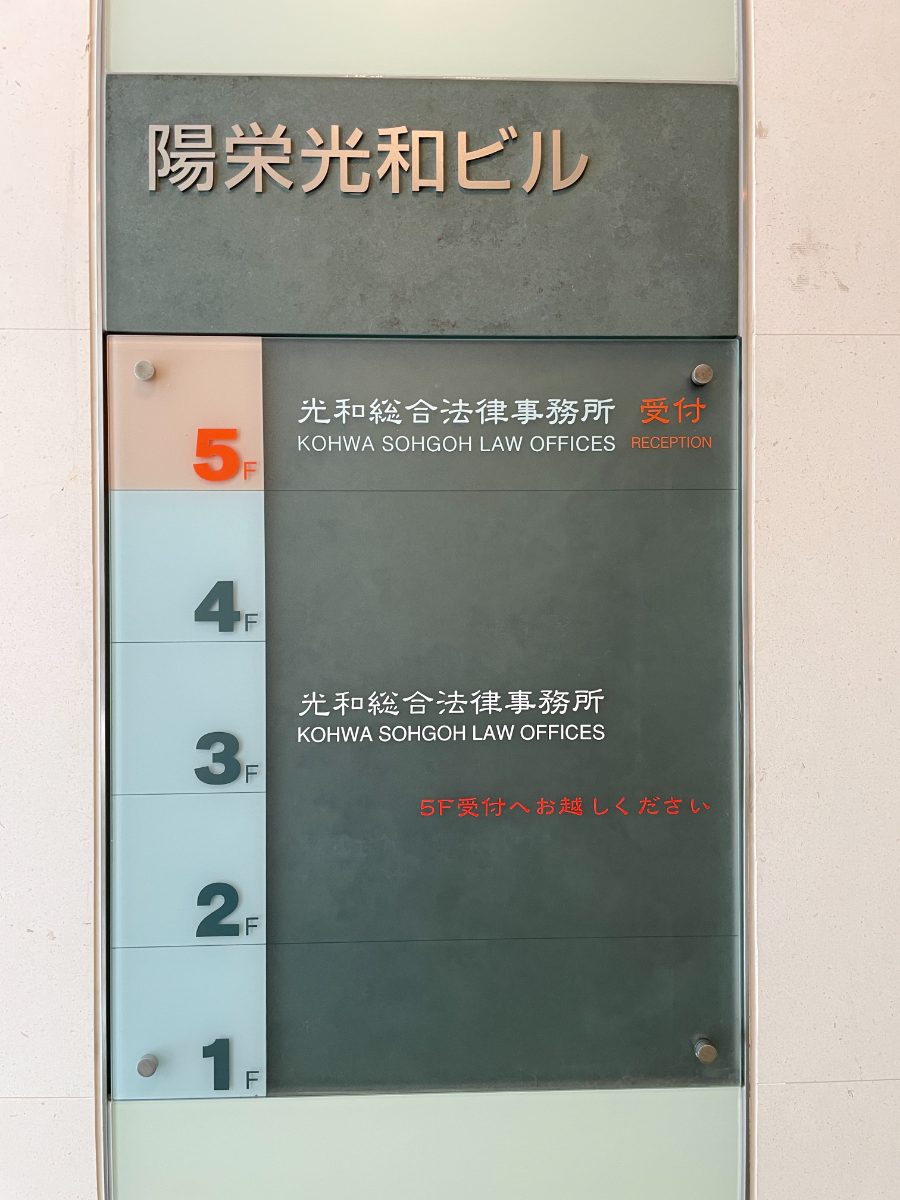 陽栄光和ビル
光和総合法律事務所 受付
KOHWA SOHGOH LAW OFFICES RECEPTION
5F
4F
光和総合法律事務所
KOHWA SOHGOH LAW OFFICES
3F
5F受付へお越しください
2F
1F